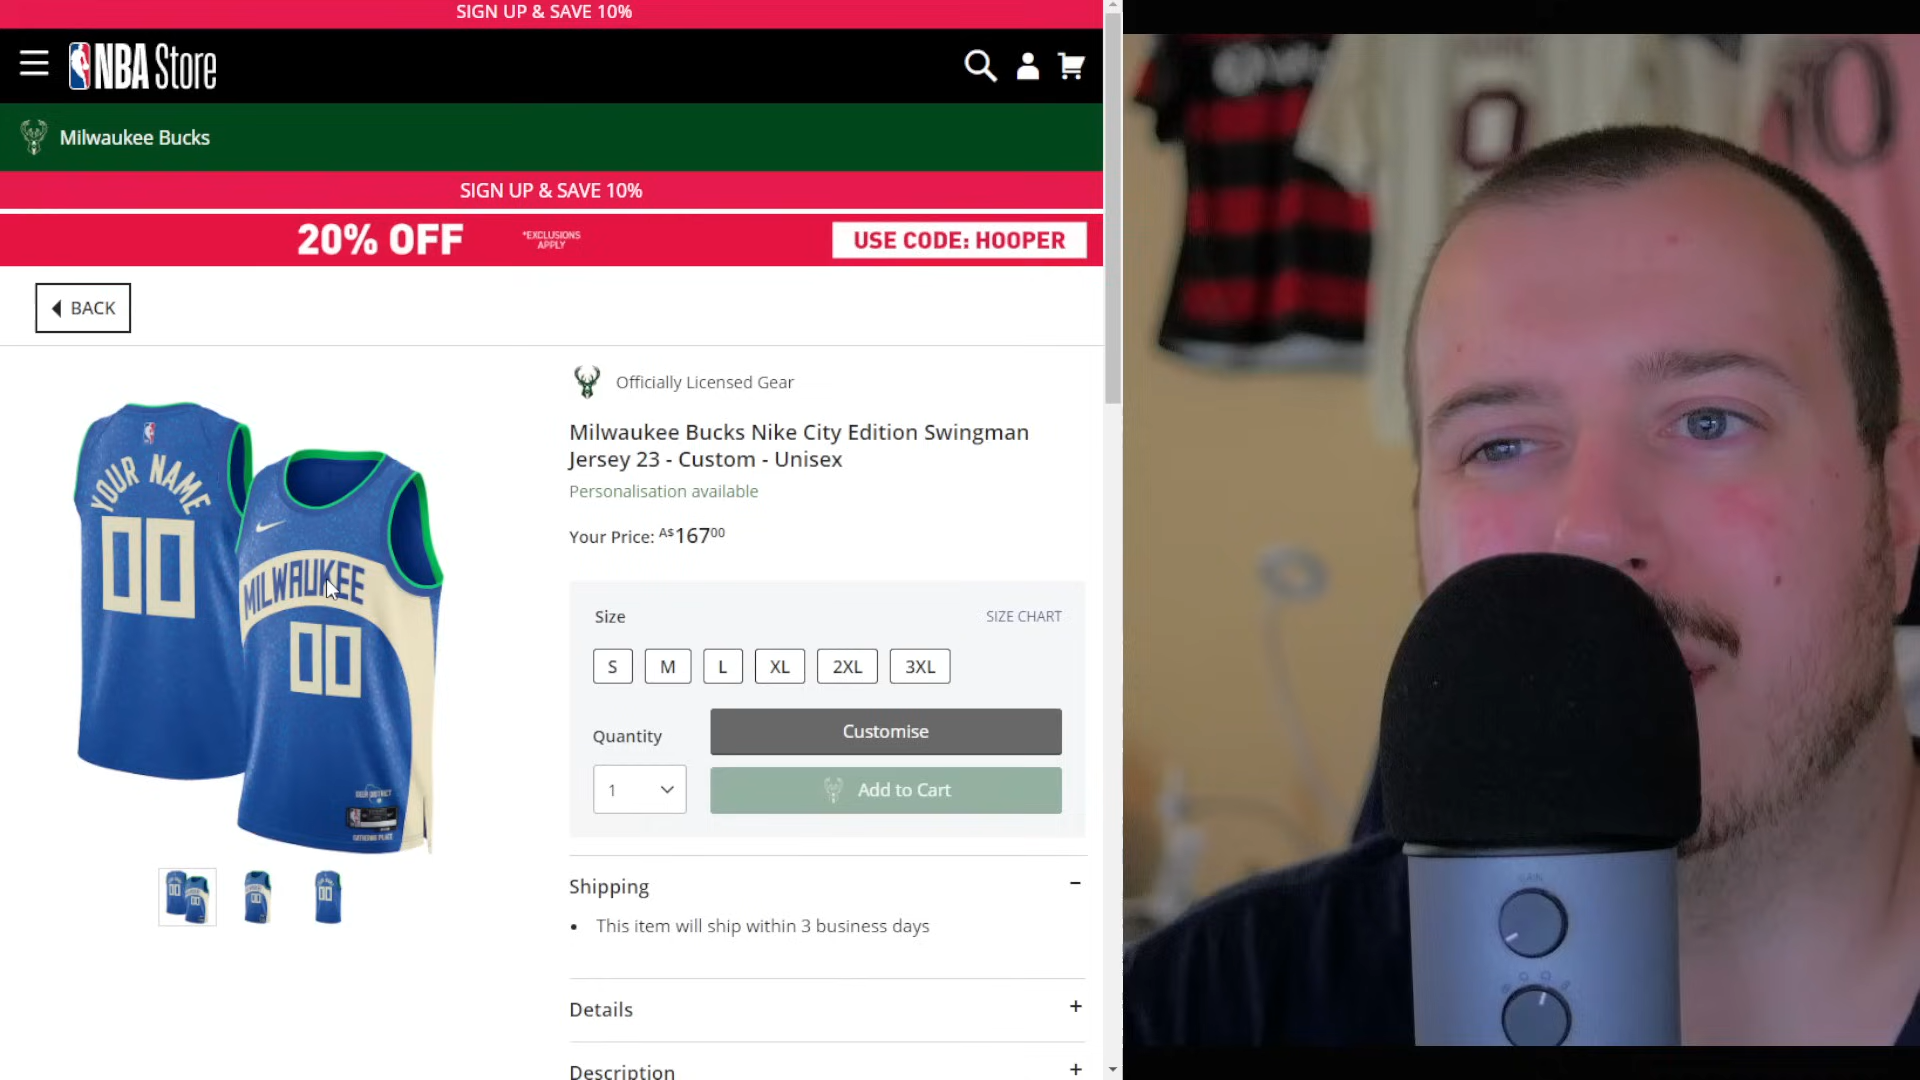 SIGN UP & SAVE 10%
NBA Store
Milwaukee Bucks
SIGN UP & SAVE 10%
20% OFF
*EXCLUSIONS
APPLY
USE CODE: HOOPER
BACK
Officially Licensed Gear
Milwaukee Bucks Nike City Edition Swingman
Jersey 23 - Custom - Unisex
Personalisation available
Your Price: A$16700
YOUR NAME
00
MILWAUKEE
00
Size
SIZE CHART
S
M
L
XL
2XL
3XL
Quantity
Customise
1
Add to Cart
Shipping
- This item will ship within 3 business days
Details
Description
GAIN